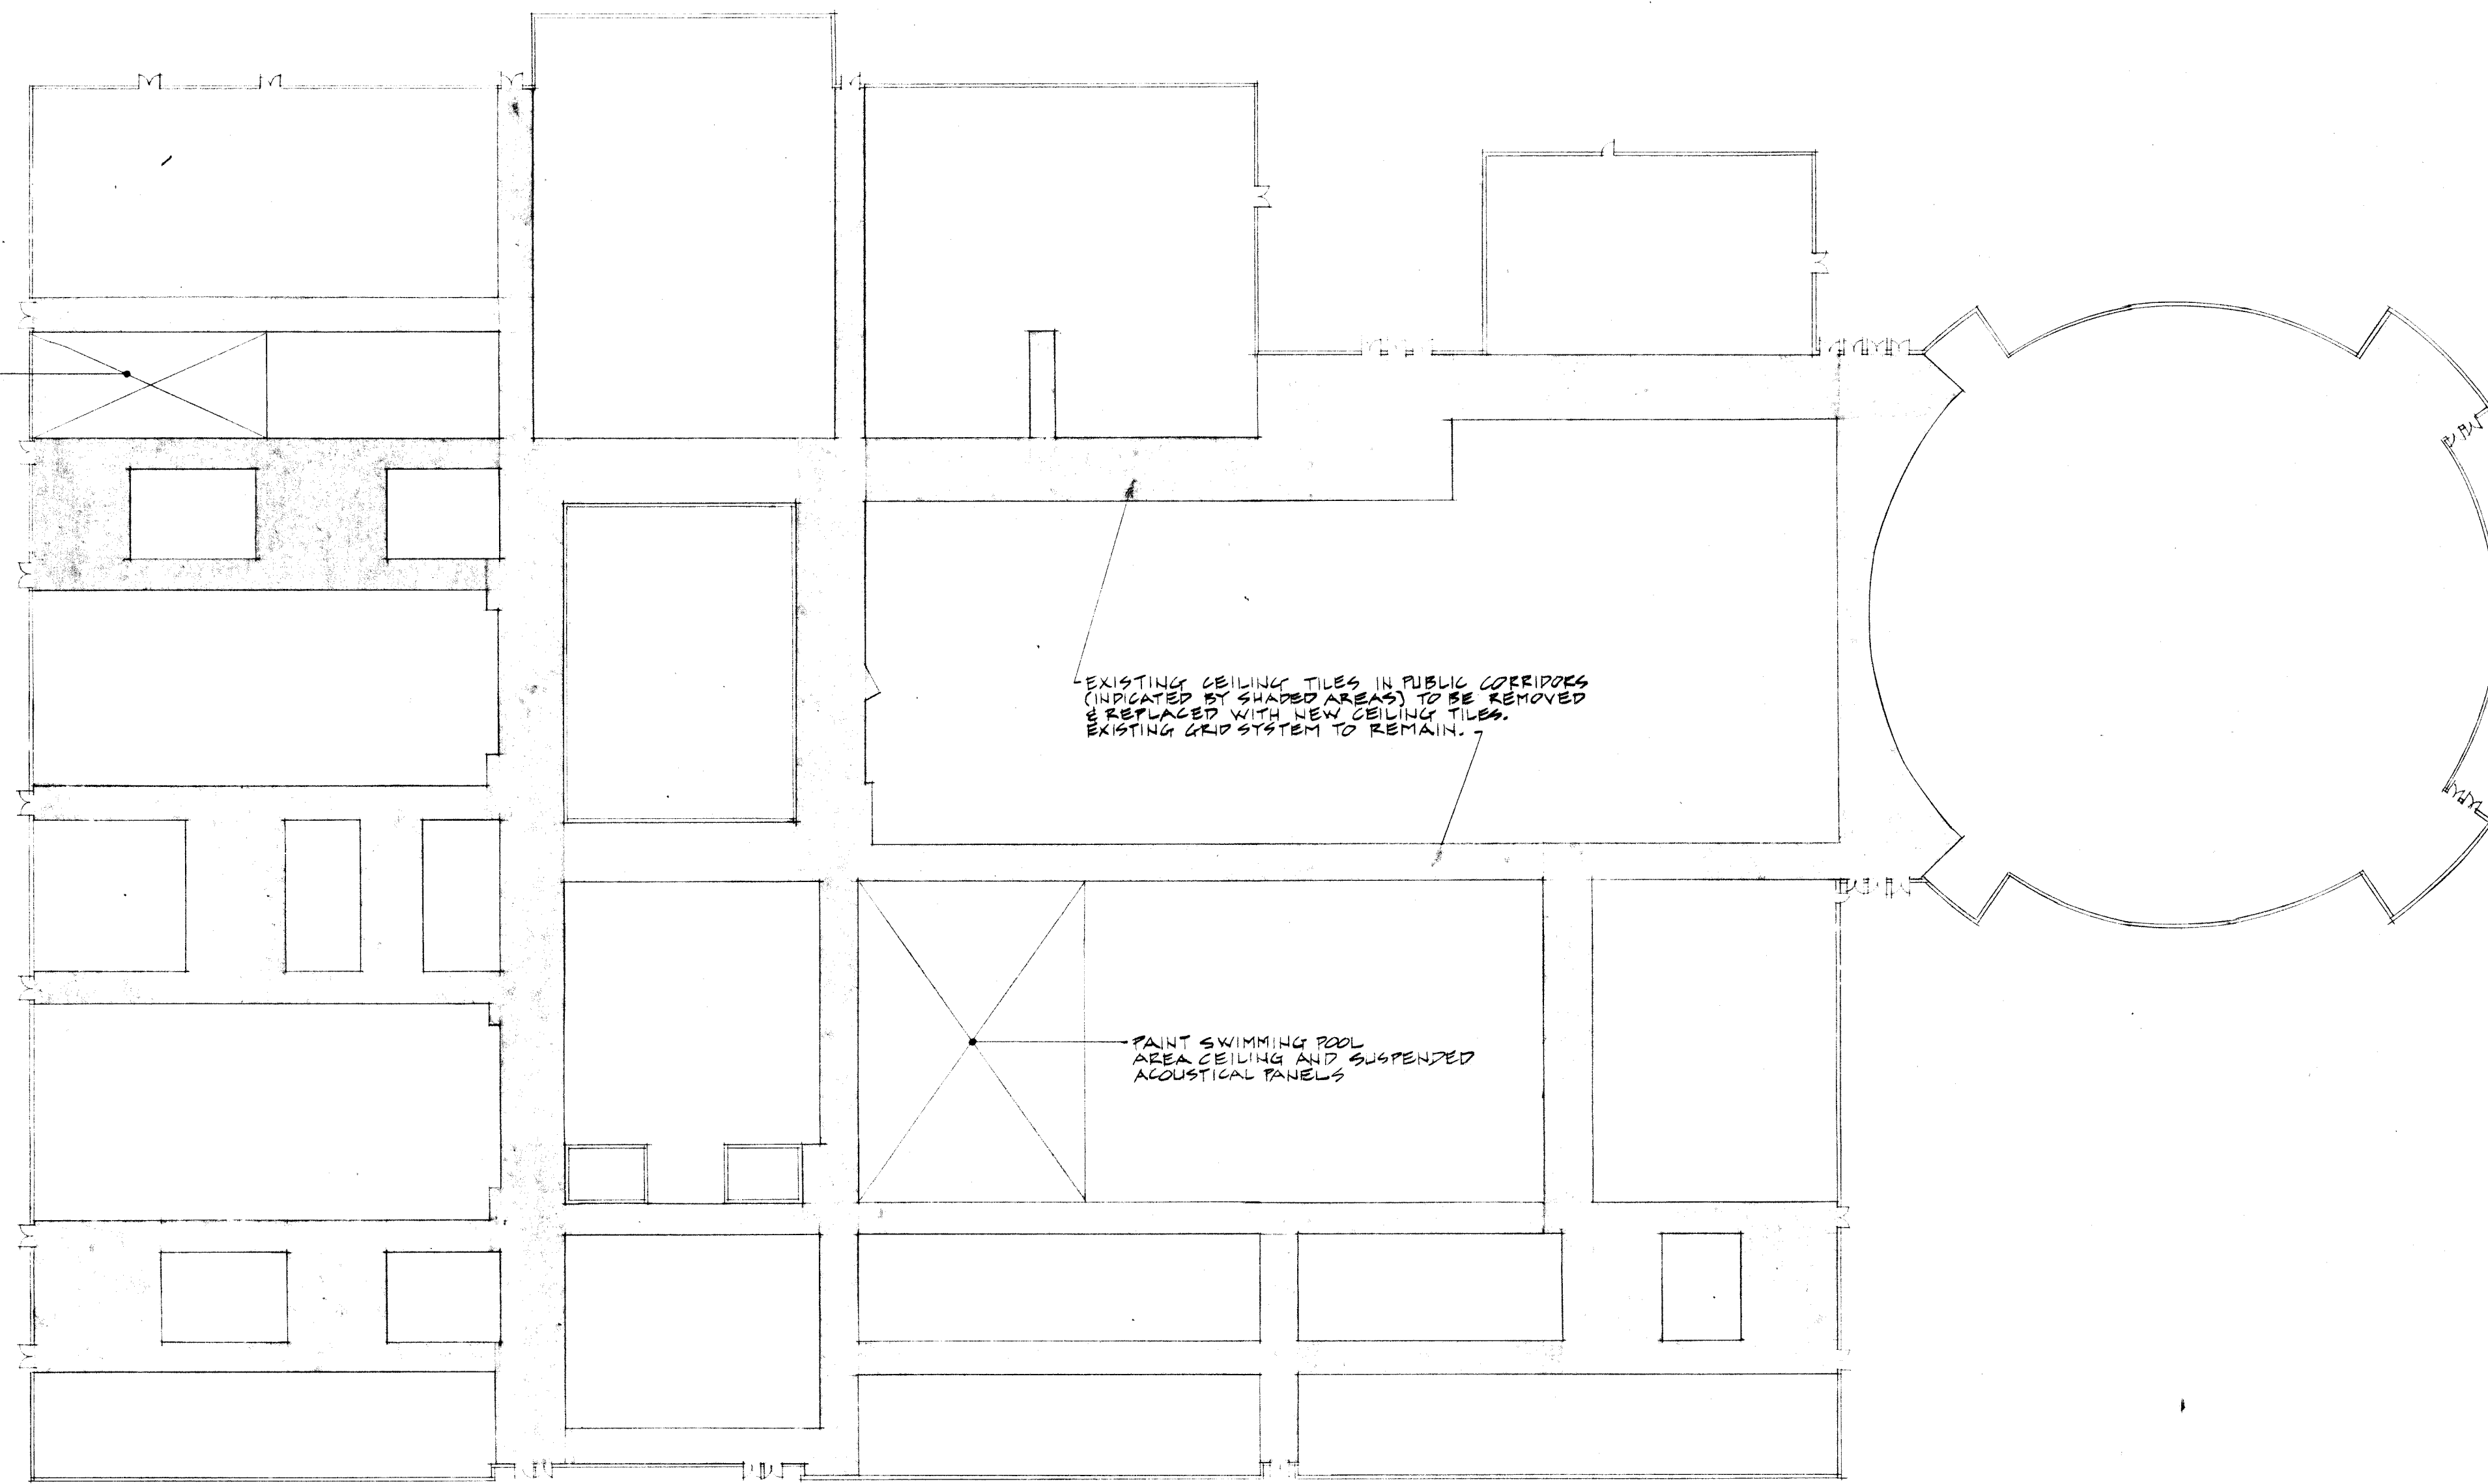 EXISTING CEILING TILES IN PUBLIC CORRIDORS
(INDICATED BY SHADED AREAS) TO BE REMOVED
& REPLACED WITH NEW CEILING TILES.
EXISTING GRID SYSTEM TO REMAIN.
PAINT SWIMMING POOL
AREA CEILING AND SUSPENDED
ACOUSTICAL PANELS